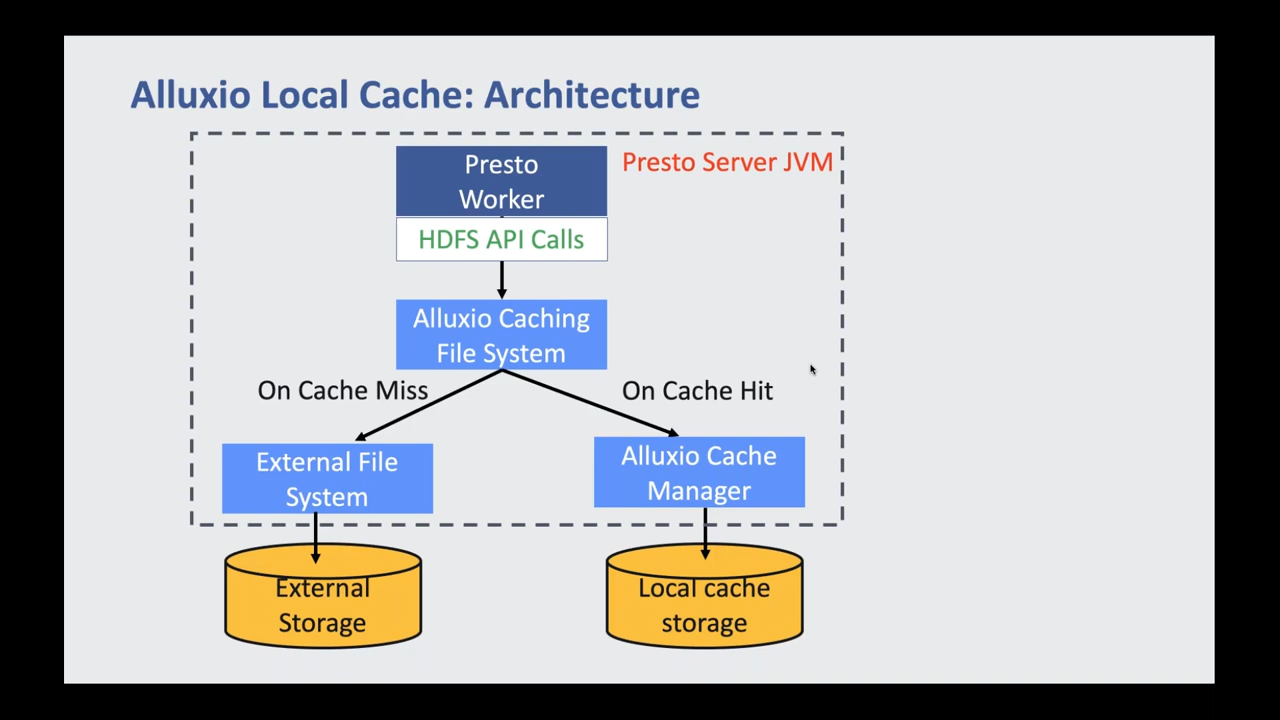 Alluxio Local Cache: Architecture
Presto
Worker
Presto Server JVM
HDFS API Calls
Alluxio Caching
File System
On Cache Miss
On Cache Hit
External File
System
Alluxio Cache
Manager
External
Storage
Local cache
storage